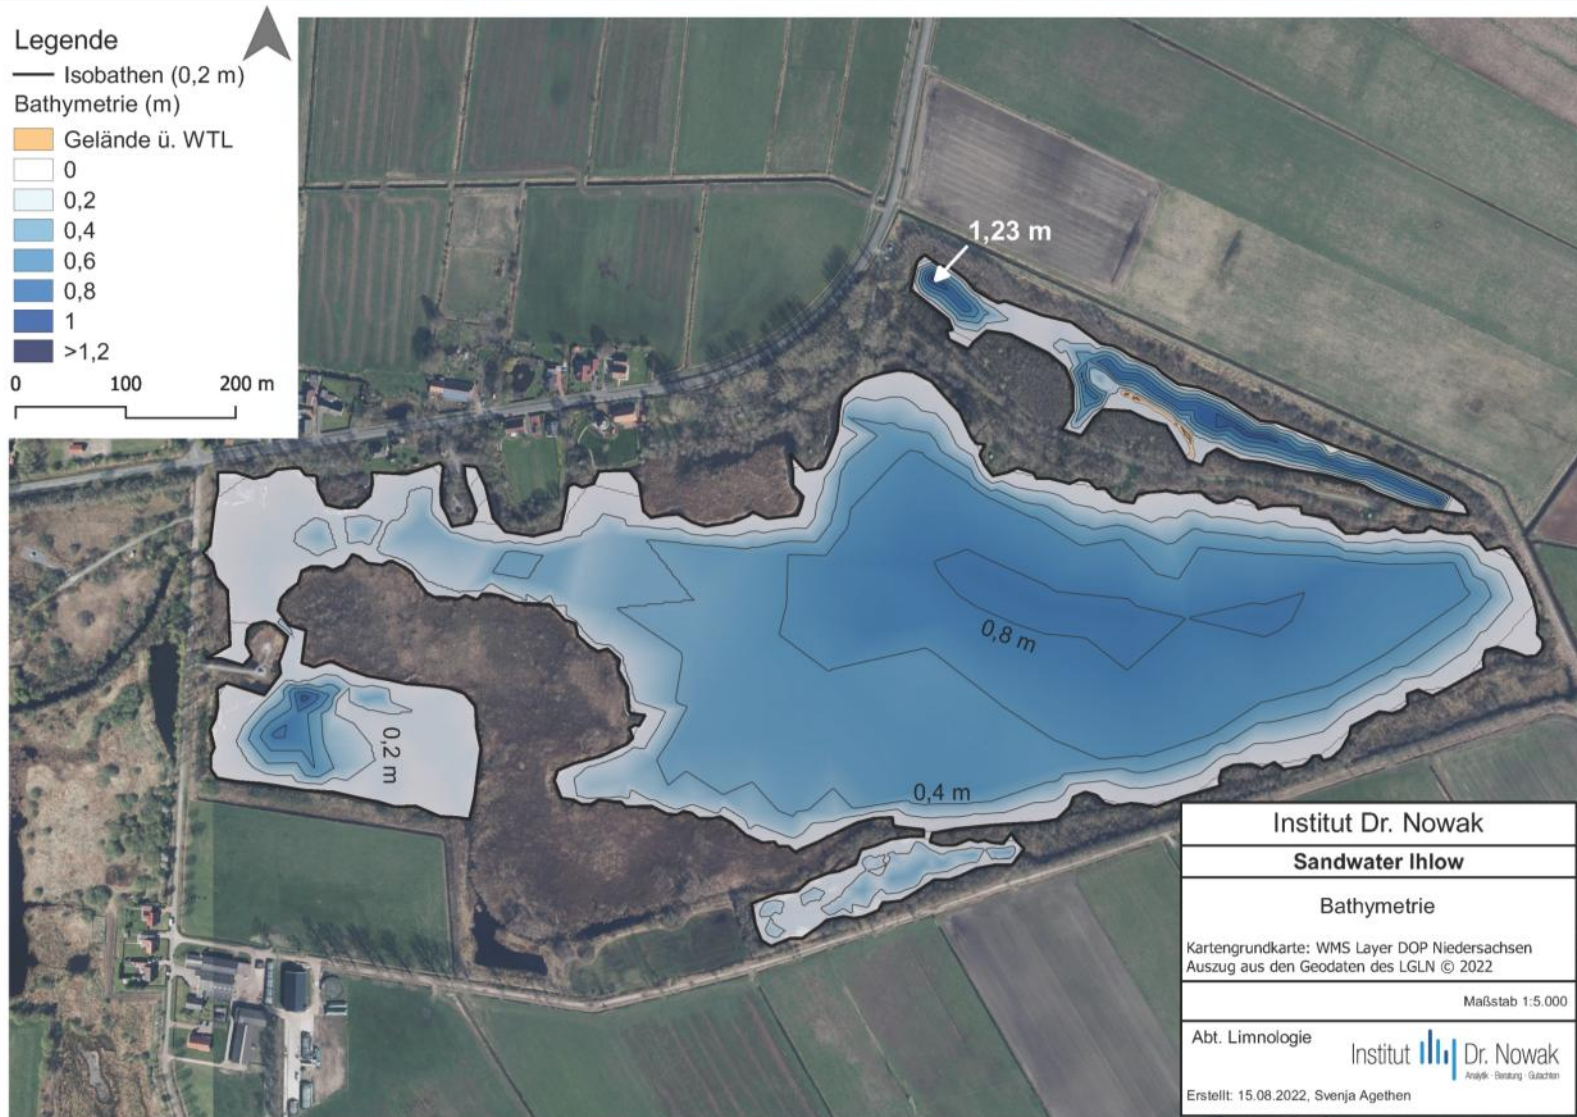 Legende
Isobathen (0,2 m)
Bathymetrie (m)
Gelände ü. WTL
0
0,2
0,4
0,6
0,8
1
>1,2
0 100 200 m
1,23 m
0,8 m
0,2 m
0,4 m
Institut Dr. Nowak
Sandwater Ihlow
Bathymetrie
Kartengrundkarte: WMS Layer DOP Niedersachsen
Auszug aus den Geodaten des LGLN © 2022
Maßstab 1:5.000
Abt. Limnologie
Institut Dr. Nowak
Analytik · Beratung · Gutachten
Erstellt: 15.08.2022, Svenja Agethen